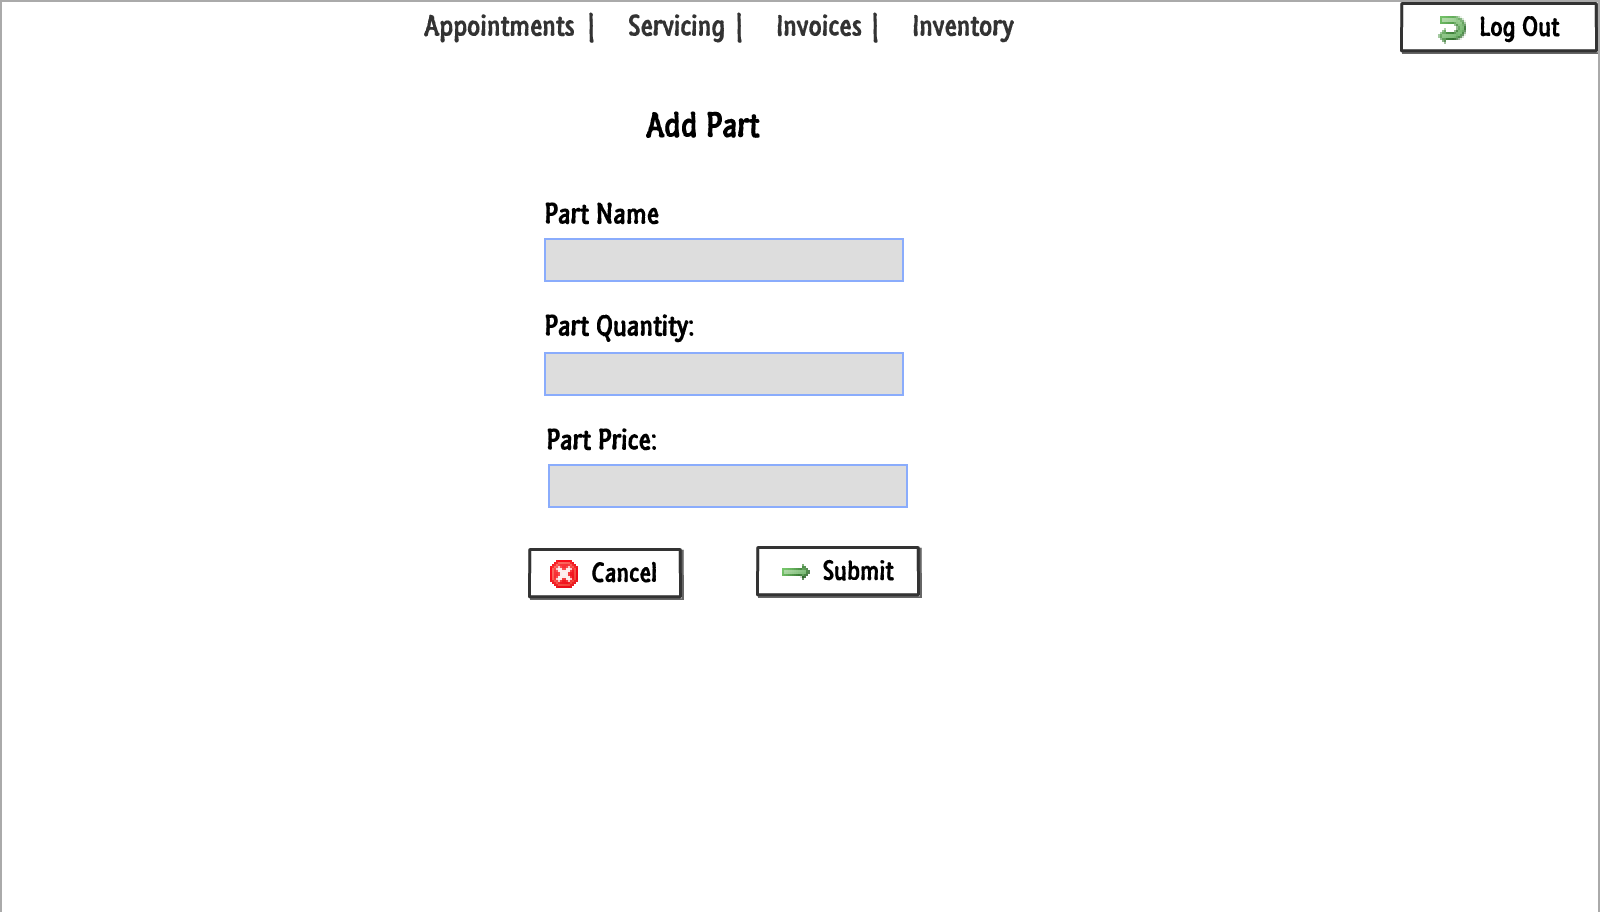 Appointments | Servicing | Invoices | Inventory
Log Out
Add Part
Part Name
Part Quantity:
Part Price:
Cancel
Submit